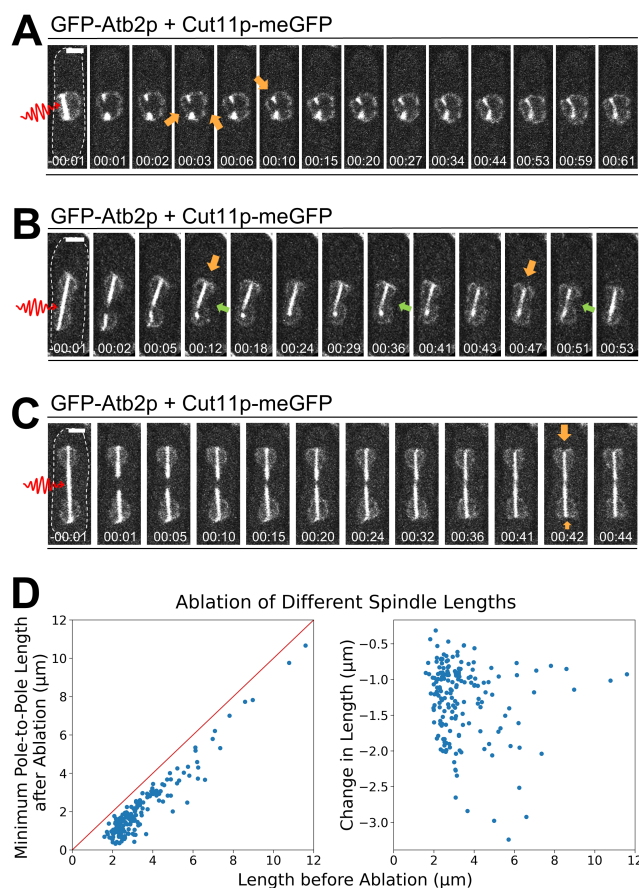 A
GFP-Atb2p + Cut11p-meGFP
-00:01 00:01 00:02 00:03 00:06 00:10 00:15 00:20 00:27 00:34 00:44 00:53 00:59 00:61
B
GFP-Atb2p + Cut11p-meGFP
-00:01 00:02 00:05 00:12 00:18 00:24 00:29 00:36 00:41 00:43 00:47 00:51 00:53
C
GFP-Atb2p + Cut11p-meGFP
-00:01 00:01 00:05 00:10 00:15 00:20 00:24 00:32 00:36 00:41 00:42 00:44
D
Ablation of Different Spindle Lengths
Minimum Pole-to-Pole Length
after Ablation (μm)
12
10
8
6
4
2
0
0 2 4 6 8 10 12
Change in Length (μm)
−0.5
−1.0
−1.5
−2.0
−2.5
−3.0
0 2 4 6 8 10 12
Length before Ablation (μm)